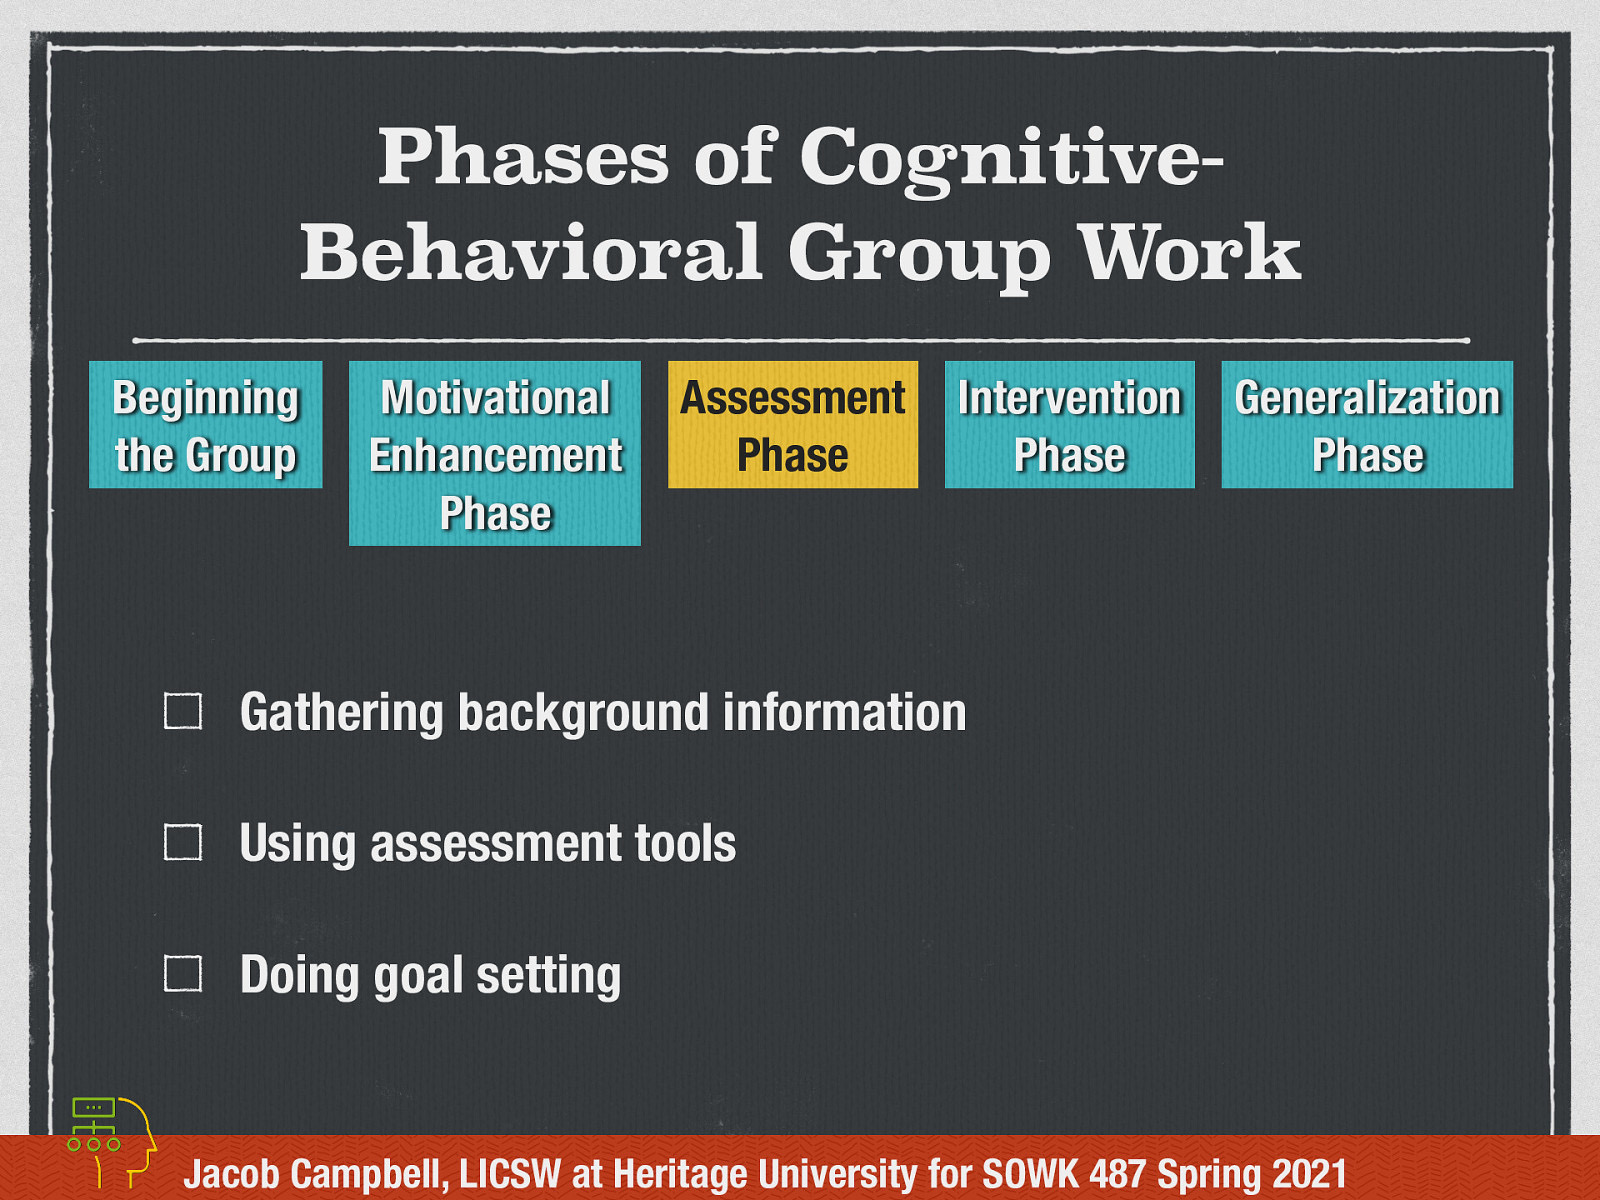 Phases of Cognitive-
Behavioral Group Work
Beginning
the Group
Motivational
Enhancement
Phase
Assessment
Phase
Intervention
Phase
Generalization
Phase
Gathering background information
Using assessment tools
Doing goal setting
Jacob Campbell, LICSW at Heritage University for SOWK 487 Spring 2021